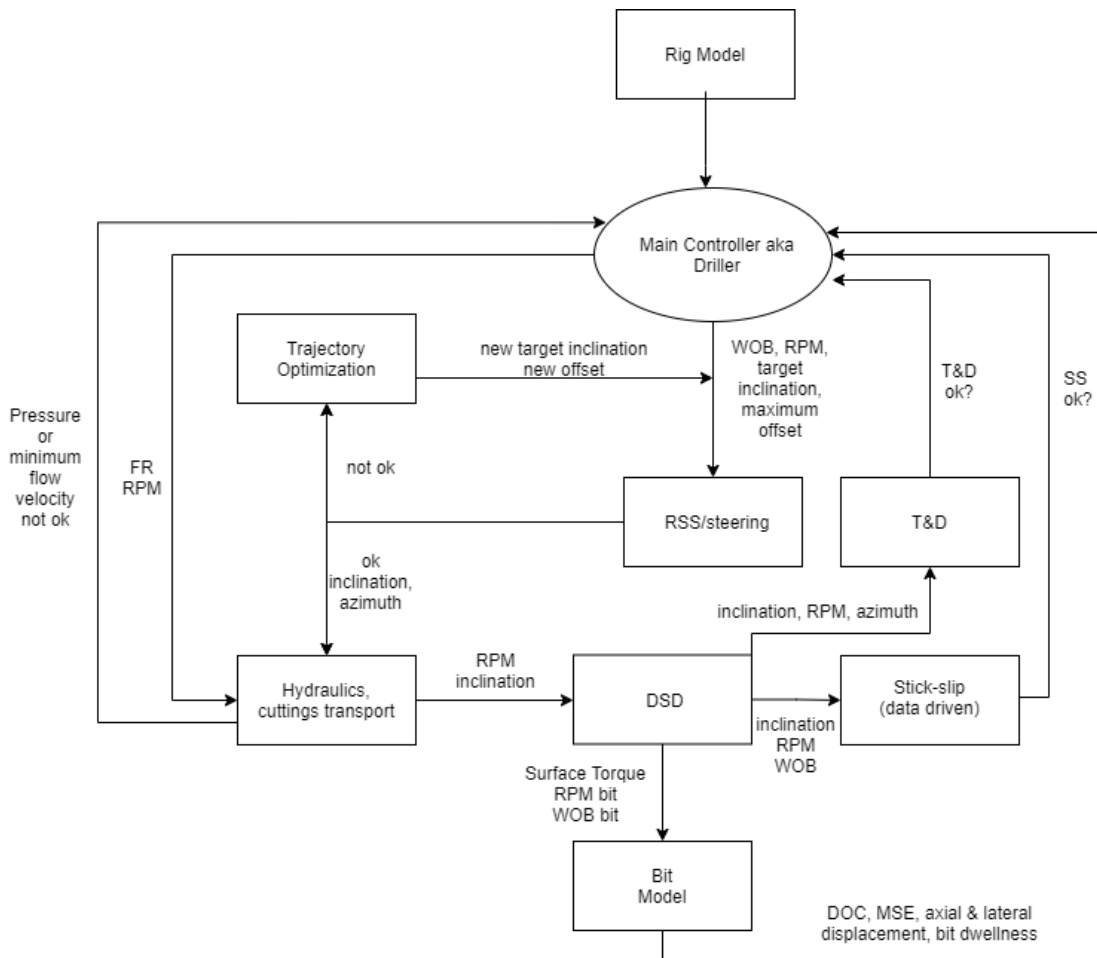 Rig Model
Main Controller aka
Driller
Trajectory
Optimization
new target inclination
new offset
WOB, RPM,
target
inclination,
maximum
offset
T&D
ok?
SS
ok?
Pressure
or
minimum
flow
velocity
not ok
FR
RPM
not ok
RSS/steering
T&D
ok
inclination,
azimuth
inclination, RPM, azimuth
Hydraulics,
cuttings transport
RPM
inclination
DSD
Stick-slip
(data driven)
inclination
RPM
WOB
Surface Torque
RPM bit
WOB bit
Bit
Model
DOC, MSE, axial & lateral
displacement, bit dwellness